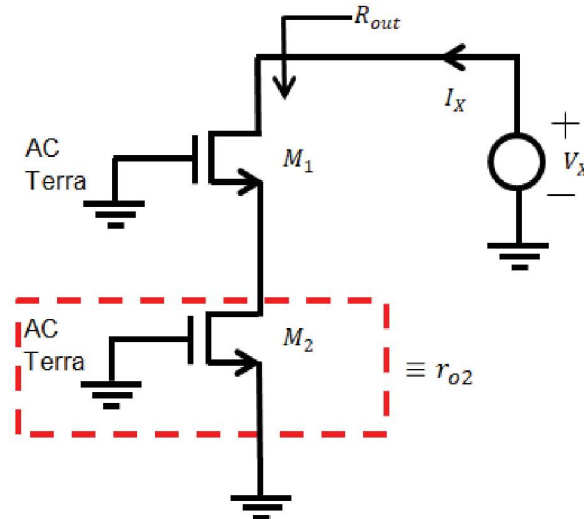 R_out
I_X
+
V_X
−
AC
Terra
M_1
AC
Terra
M_2
≡ r_o2